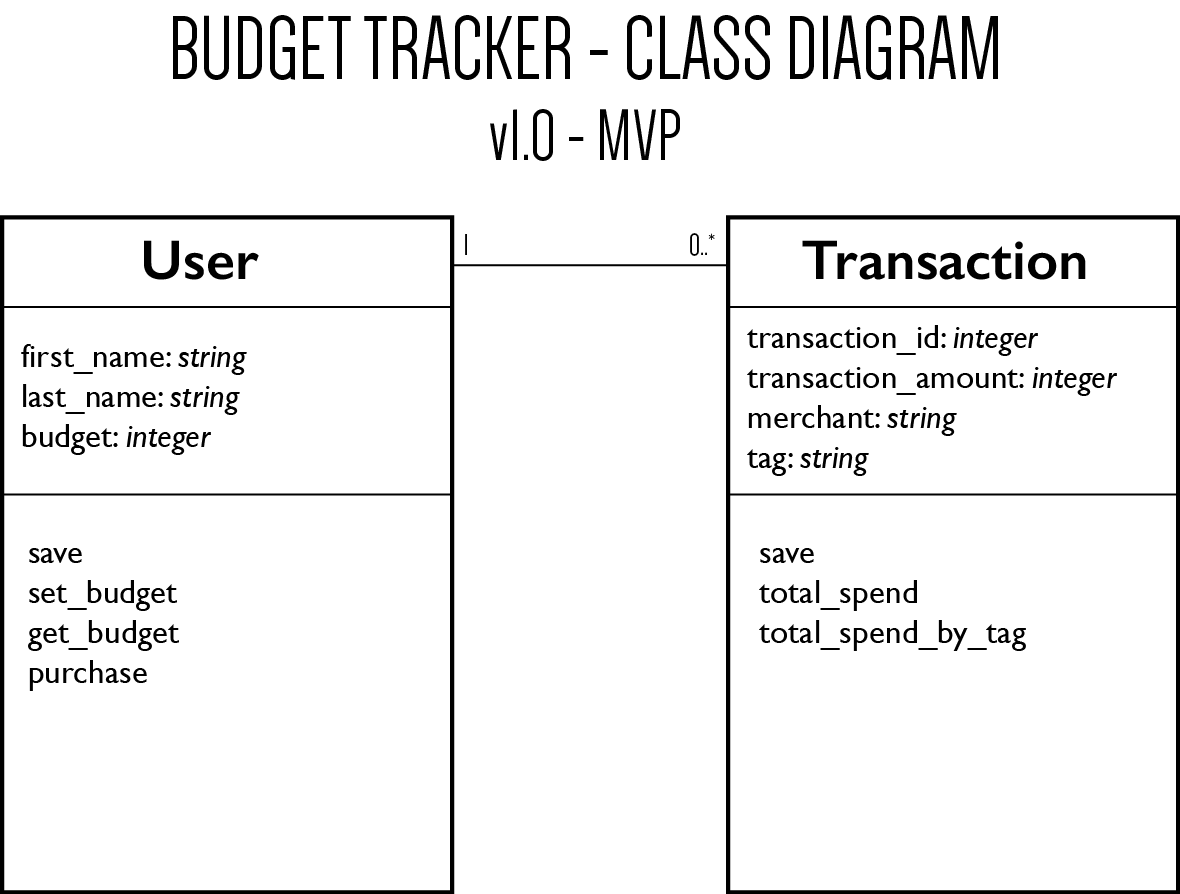 BUDGET TRACKER - CLASS DIAGRAM
v1.0 - MVP
User
1
0..*
Transaction
first_name: string
last_name: string
budget: integer
transaction_id: integer
transaction_amount: integer
merchant: string
tag: string
save
set_budget
get_budget
purchase
save
total_spend
total_spend_by_tag